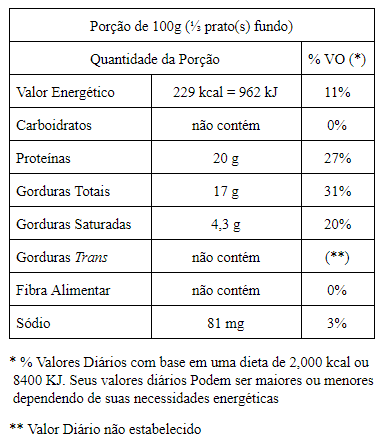 Porção de 100g (⅓ prato(s) fundo)
Quantidade da Porção % VO (*)
Valor Energético 229 kcal = 962 kJ 11%
Carboidratos não contém 0%
Proteínas 20 g 27%
Gorduras Totais 17 g 31%
Gorduras Saturadas 4,3 g 20%
Gorduras Trans não contém (**)
Fibra Alimentar não contém 0%
Sódio 81 mg 3%
* % Valores Diários com base em uma dieta de 2,000 kcal ou
8400 KJ. Seus valores diários Podem ser maiores ou menores
dependendo de suas necessidades energéticas
** Valor Diário não estabelecido